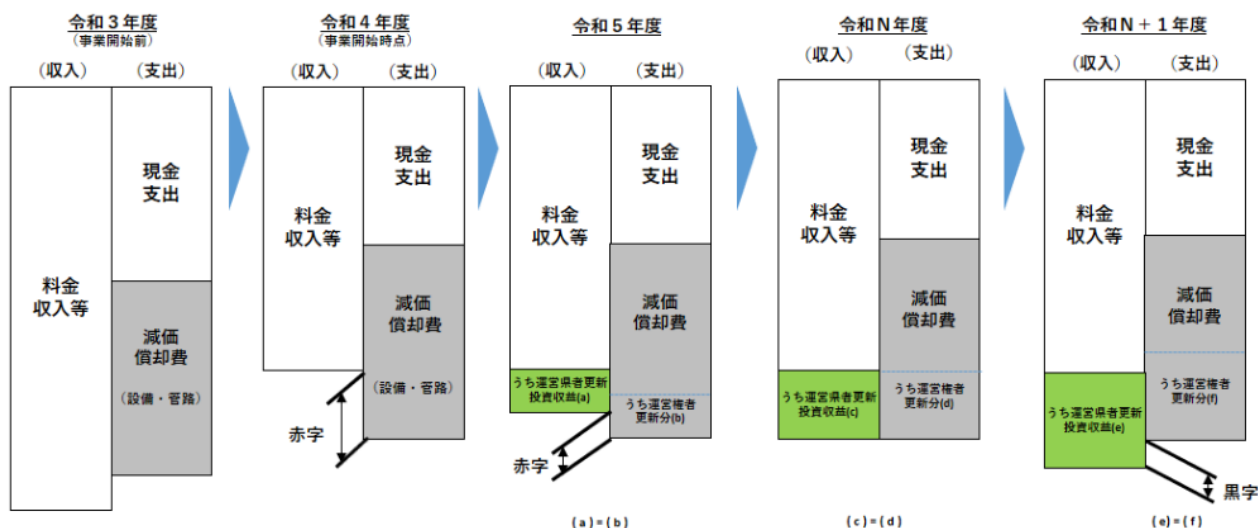 令和３年度
（事業開始前）
（収入）
（支出）
現金
支出
料金
収入等
減価
償却費
（設備・管路）
令和４年度
（事業開始時点）
（収入）
（支出）
現金
支出
料金
収入等
減価
償却費
（設備・管路）
赤字
令和５年度
（収入）
（支出）
現金
支出
料金
収入等
減価
償却費
うち運営県者更新
投資収益(a)
うち運営権者
更新分(b)
赤字
(a)=(b)
令和Ｎ年度
（収入）
（支出）
現金
支出
料金
収入等
減価
償却費
うち運営県者更新
投資収益(c)
うち運営権者
更新分(d)
(c)=(d)
令和Ｎ＋１年度
（収入）
（支出）
現金
支出
料金
収入等
減価
償却費
うち運営権者
更新分(f)
うち運営県者更新
投資収益(e)
黒字
(e)=(f)